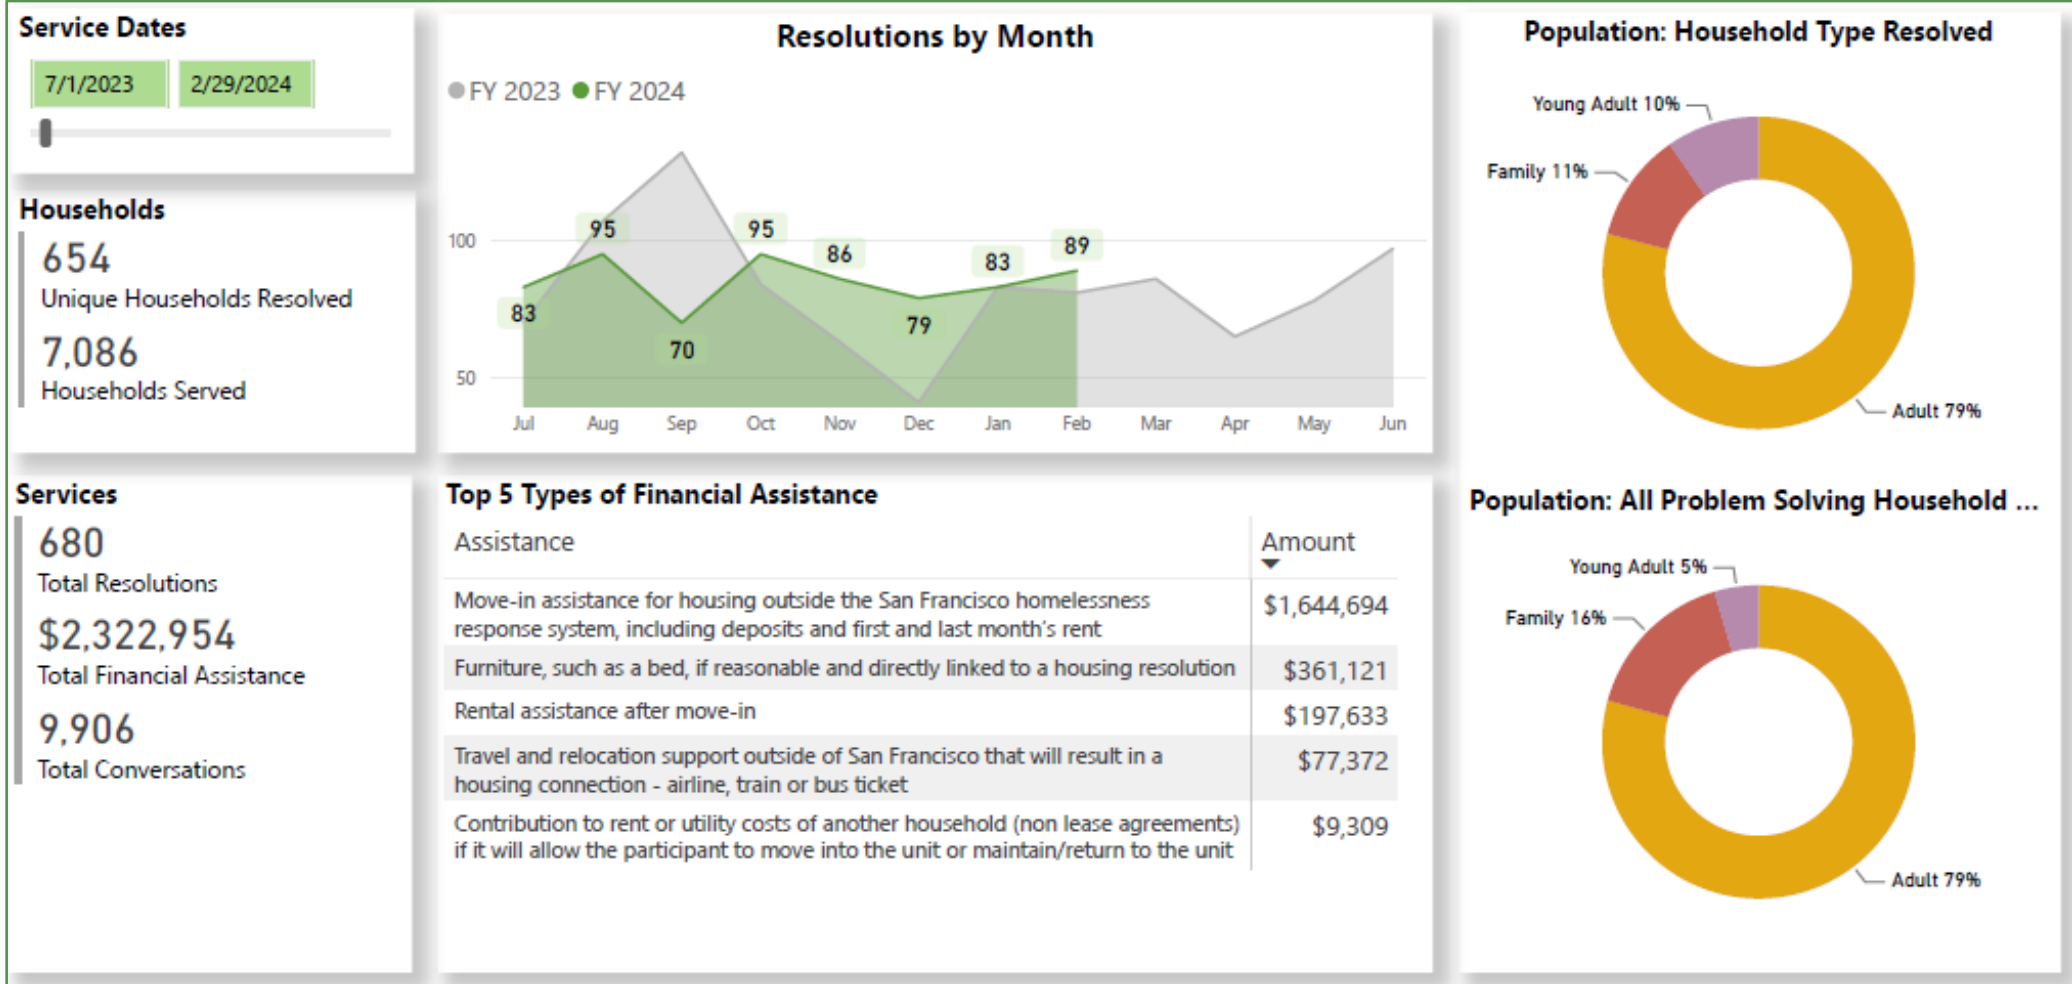 Service Dates
7/1/2023
2/29/2024
Households
654
Unique Households Resolved
7,086
Households Served
Resolutions by Month
FY 2023 FY 2024
100
50
95
95
86
83
89
83
79
70
Jul Aug Sep Oct Nov Dec Jan Feb Mar Apr May Jun
Population: Household Type Resolved
Young Adult 10%
Family 11%
Adult 79%
Services
680
Total Resolutions
$2,322,954
Total Financial Assistance
9,906
Total Conversations
Top 5 Types of Financial Assistance
Assistance Amount
Move-in assistance for housing outside the San Francisco homelessness $1,644,694
response system, including deposits and first and last month's rent
Furniture, such as a bed, if reasonable and directly linked to a housing resolution $361,121
Rental assistance after move-in $197,633
Travel and relocation support outside of San Francisco that will result in a $77,372
housing connection - airline, train or bus ticket
Contribution to rent or utility costs of another household (non lease agreements) $9,309
if it will allow the participant to move into the unit or maintain/return to the unit
Population: All Problem Solving Household ...
Young Adult 5%
Family 16%
Adult 79%